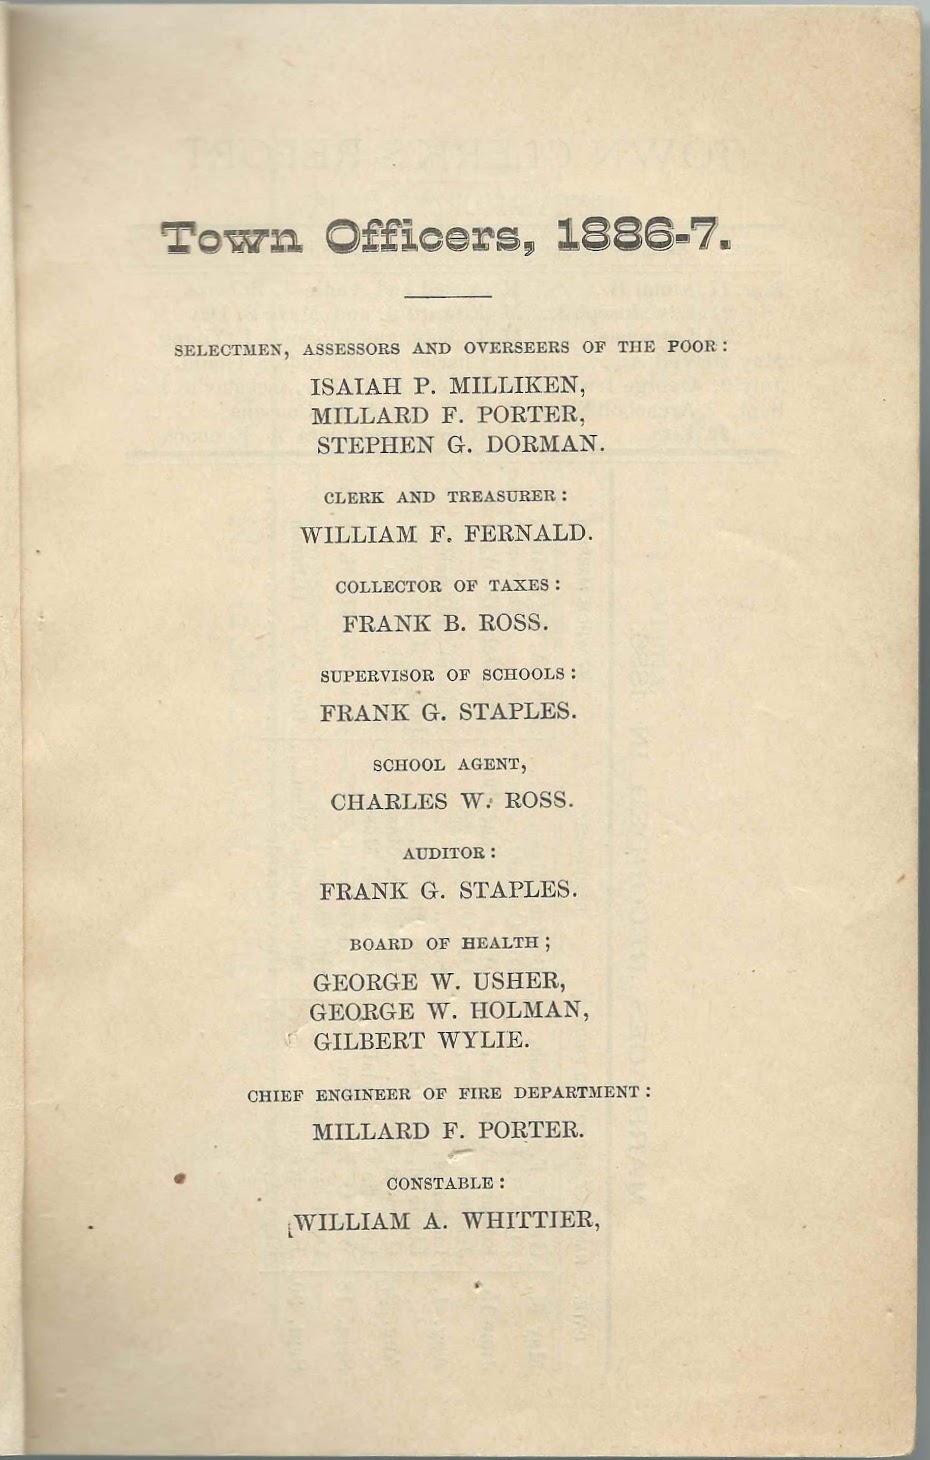 Town Officers, 1886-7.
SELECTMEN, ASSESSORS AND OVERSEERS OF THE POOR:
ISAIAH P. MILLIKEN,
MILLARD F. PORTER,
STEPHEN G. DORMAN.
CLERK AND TREASURER:
WILLIAM F. FERNALD.
COLLECTOR OF TAXES:
FRANK B. ROSS.
SUPERVISOR OF SCHOOLS:
FRANK G. STAPLES.
SCHOOL AGENT,
CHARLES W. ROSS.
AUDITOR:
FRANK G. STAPLES.
BOARD OF HEALTH;
GEORGE W. USHER,
GEORGE W. HOLMAN,
GILBERT WYLIE.
CHIEF ENGINEER OF FIRE DEPARTMENT:
MILLARD F. PORTER.
CONSTABLE:
WILLIAM A. WHITTIER,